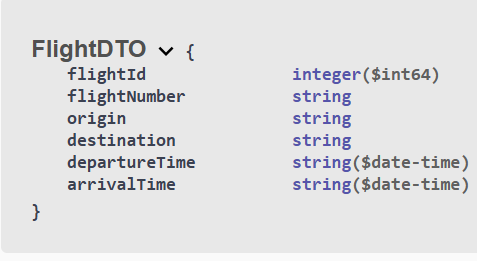 FlightDTO {
flightId integer($int64)
flightNumber string
origin string
destination string
departureTime string($date-time)
arrivalTime string($date-time)
}